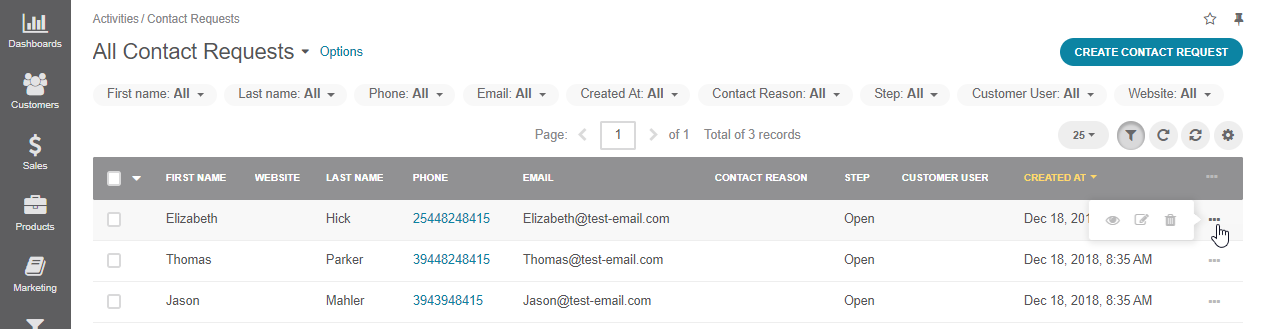 Dashboards
Customers
Sales
Products
Marketing
Activities / Contact Requests
All Contact Requests Options
CREATE CONTACT REQUEST
First name: All Last name: All Phone: All Email: All Created At: All Contact Reason: All Step: All Customer User: All Website: All
Page: 1 of 1 Total of 3 records 25
FIRST NAME WEBSITE LAST NAME PHONE EMAIL CONTACT REASON STEP CUSTOMER USER CREATED AT
Elizabeth Hick 25448248415 Elizabeth@test-email.com Open Dec 18, 201
Thomas Parker 39448248415 Thomas@test-email.com Open Dec 18, 2018, 8:35 AM
Jason Mahler 3943948415 Jason@test-email.com Open Dec 18, 2018, 8:35 AM